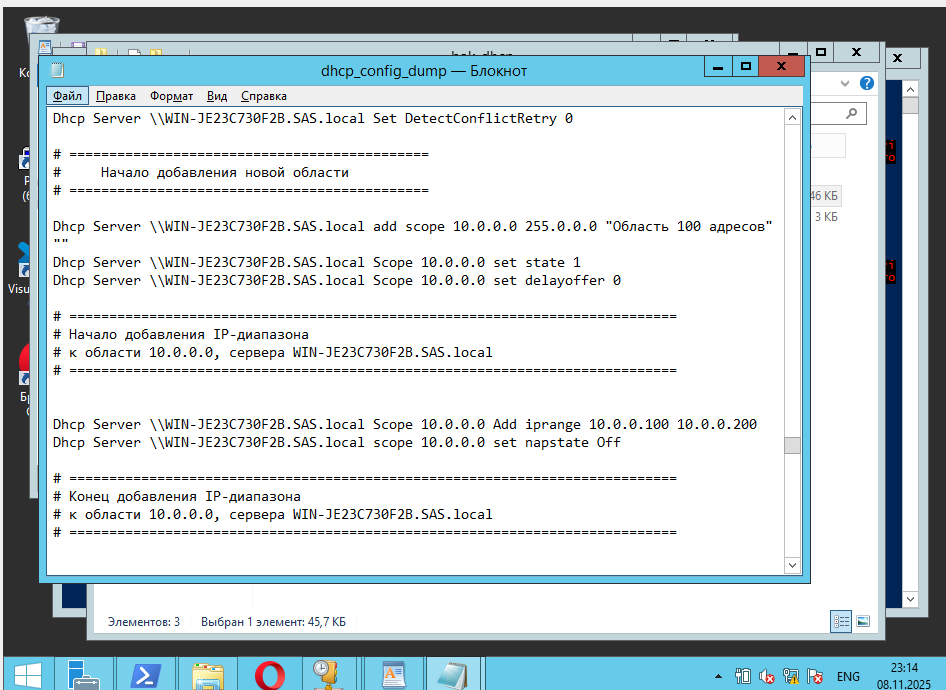 dhcp_config_dump — Блокнот
Файл Правка Формат Вид Справка
Dhcp Server \\WIN-JE23C730F2B.SAS.local Set DetectConflictRetry 0
# =============================================
#     Начало добавления новой области
# =============================================
Dhcp Server \\WIN-JE23C730F2B.SAS.local add scope 10.0.0.0 255.0.0.0 "Область 100 адресов"
""
Dhcp Server \\WIN-JE23C730F2B.SAS.local Scope 10.0.0.0 set state 1
Dhcp Server \\WIN-JE23C730F2B.SAS.local Scope 10.0.0.0 set delayoffer 0
# ============================================================================
# Начало добавления IP-диапазона
# к области 10.0.0.0, сервера WIN-JE23C730F2B.SAS.local
# ============================================================================
Dhcp Server \\WIN-JE23C730F2B.SAS.local Scope 10.0.0.0 Add iprange 10.0.0.100 10.0.0.200
Dhcp Server \\WIN-JE23C730F2B.SAS.local scope 10.0.0.0 set napstate Off
# ============================================================================
# Конец добавления IP-диапазона
# к области 10.0.0.0, сервера WIN-JE23C730F2B.SAS.local
# ============================================================================
46 КБ
3 КБ
Visu
Элементов: 3 Выбран 1 элемент: 45,7 КБ
ENG
23:14
08.11.2025